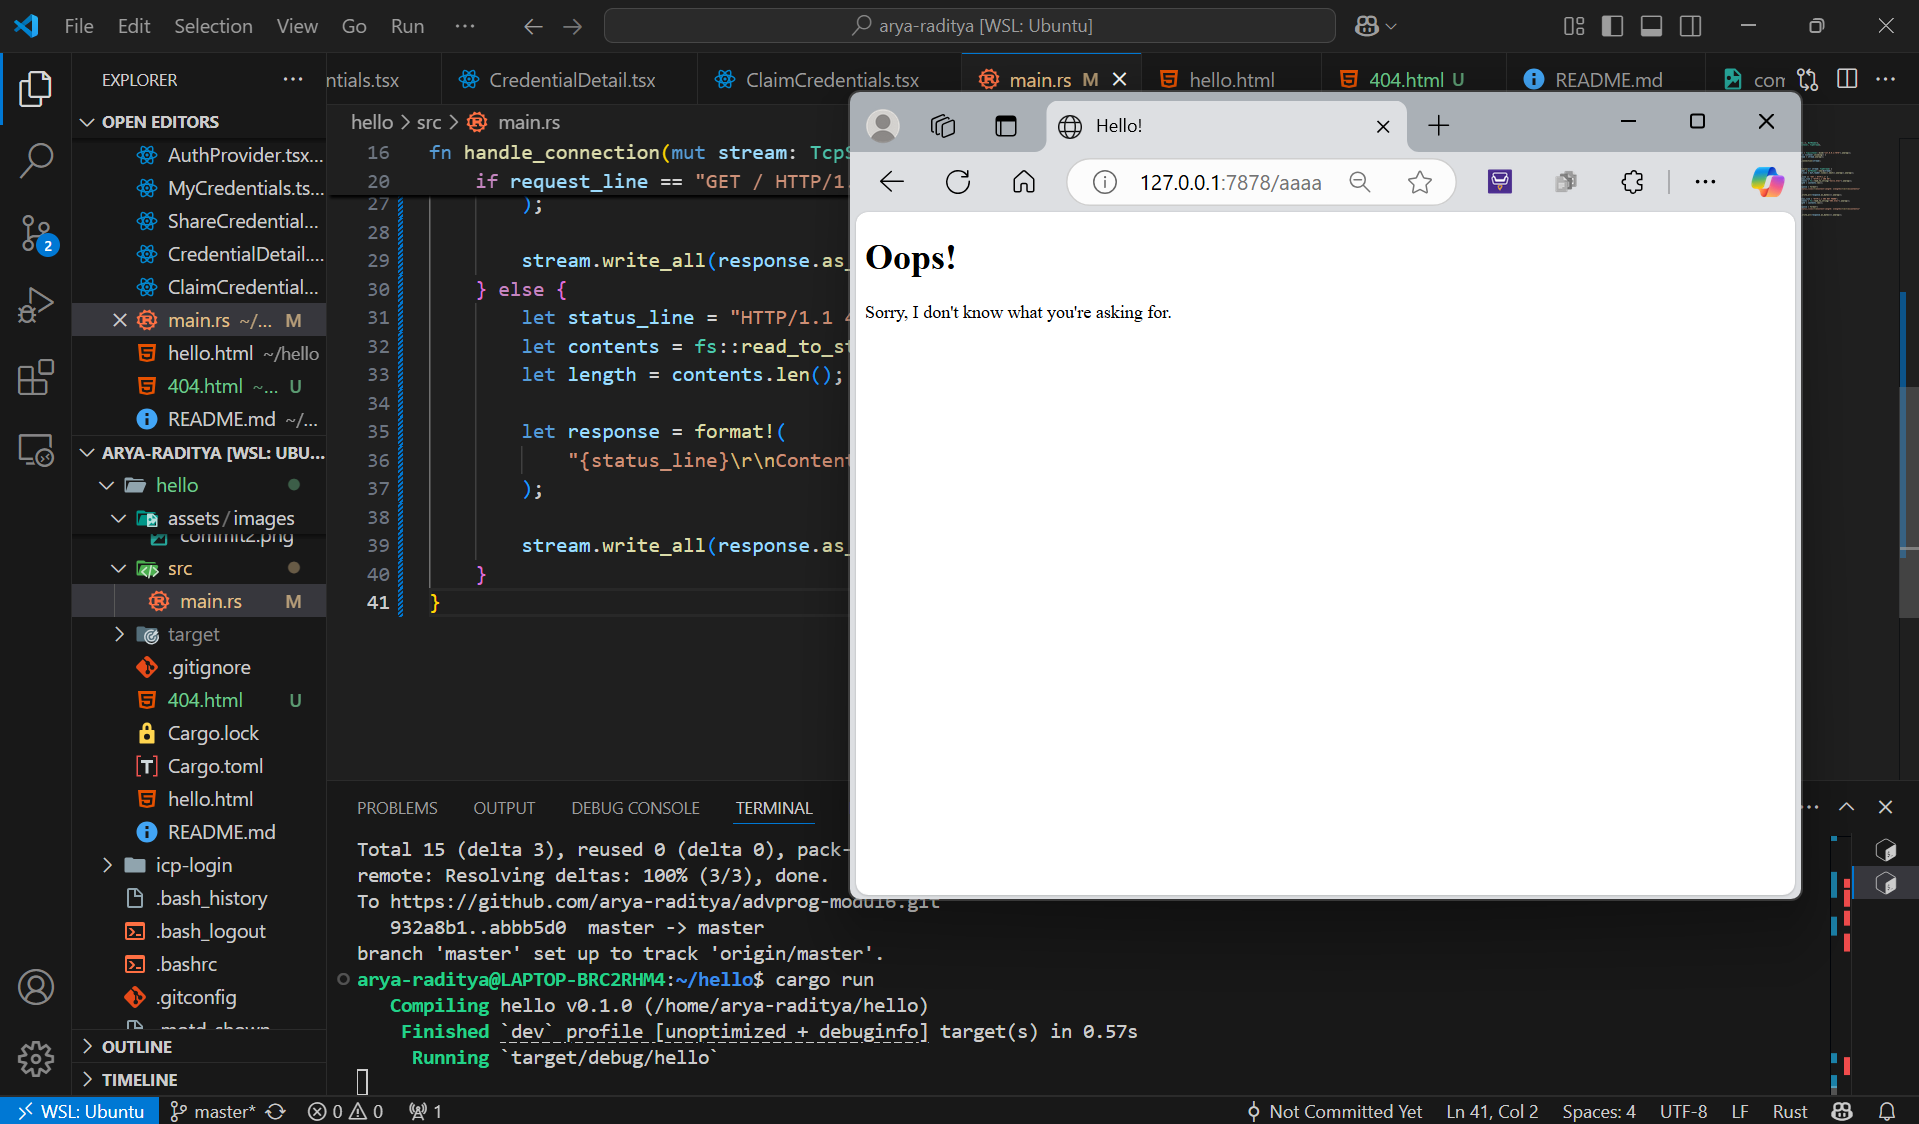 File Edit Selection View Go Run ···
arya-raditya [WSL: Ubuntu]
EXPLORER
OPEN EDITORS
AuthProvider.tsx...
MyCredentials.ts...
ShareCredential...
CredentialDetail....
ClaimCredential...
main.rs ~/... M
hello.html ~/hello
404.html ~... U
README.md ~/...
ARYA-RADITYA [WSL: UBU...
hello
assets/images
commit2.png
src
main.rs M
target
.gitignore
404.html U
Cargo.lock
Cargo.toml
hello.html
README.md
icp-login
.bash_history
.bash_logout
.bashrc
.gitconfig
.motd_shown
OUTLINE
TIMELINE
ntials.tsx CredentialDetail.tsx ClaimCredentials.tsx main.rs M hello.html 404.html U README.md con
hello > src > main.rs
16 fn handle_connection(mut stream: TcpS
20 if request_line == "GET / HTTP/1.
27 );
28
29 stream.write_all(response.as_
30 } else {
31 let status_line = "HTTP/1.1 4
32 let contents = fs::read_to_st
33 let length = contents.len();
34
35 let response = format!(
36 "{status_line}\r\nContent
37 );
38
39 stream.write_all(response.as_
40 }
41 }
Hello!
127.0.0.1:7878/aaaa
Oops!
Sorry, I don't know what you're asking for.
PROBLEMS OUTPUT DEBUG CONSOLE TERMINAL
Total 15 (delta 3), reused 0 (delta 0), pack-
remote: Resolving deltas: 100% (3/3), done.
To https://github.com/arya-raditya/advprog-modul6.git
932a8b1..abbb5d0 master -> master
branch 'master' set up to track 'origin/master'.
arya-raditya@LAPTOP-BRC2RHM4:~/hello$ cargo run
Compiling hello v0.1.0 (/home/arya-raditya/hello)
Finished `dev` profile [unoptimized + debuginfo] target(s) in 0.57s
Running `target/debug/hello`
2
WSL: Ubuntu master* 0 0 1 Not Committed Yet Ln 41, Col 2 Spaces: 4 UTF-8 LF Rust